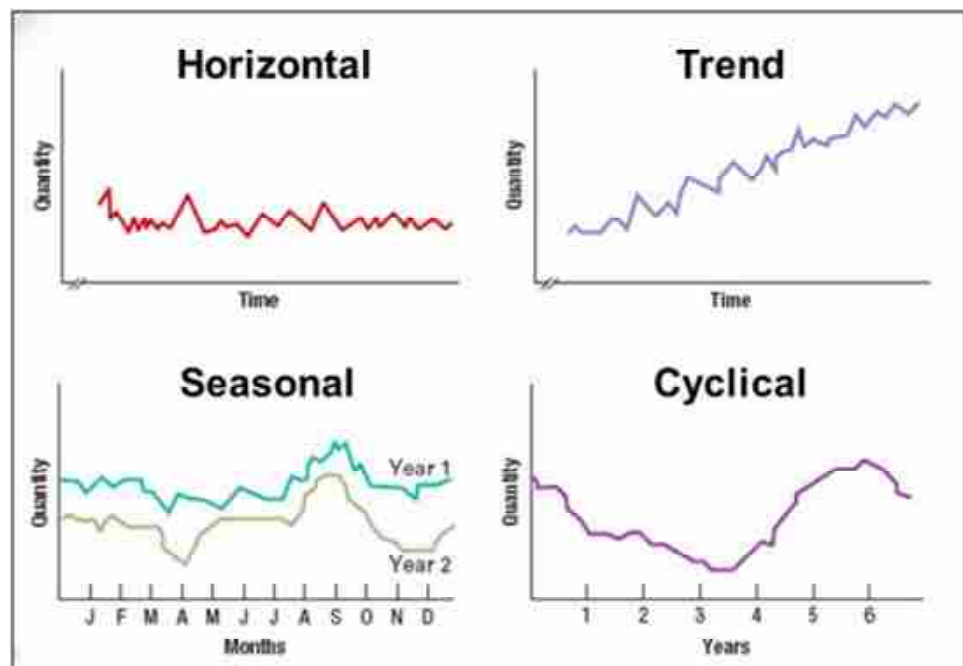 Horizontal
Quantity
Time
Trend
Quantity
Time
Seasonal
Quantity
Year 1
Year 2
J F M A M J J A S O N D
Months
Cyclical
Quantity
1 2 3 4 5 6
Years